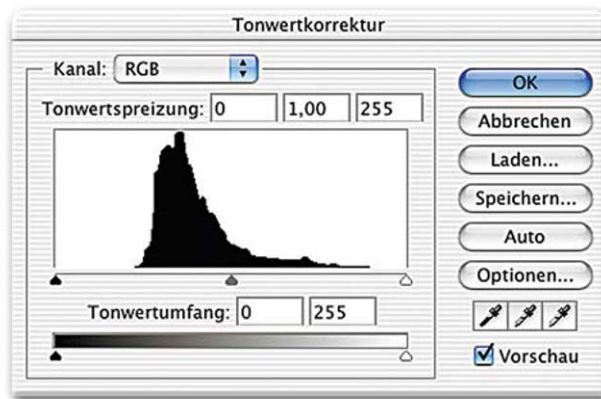 Tonwertkorrektur
Kanal: RGB
Tonwertspreizung: 0 1,00 255
Tonwertumfang: 0 255
OK
Abbrechen
Laden...
Speichern...
Auto
Optionen...
Vorschau